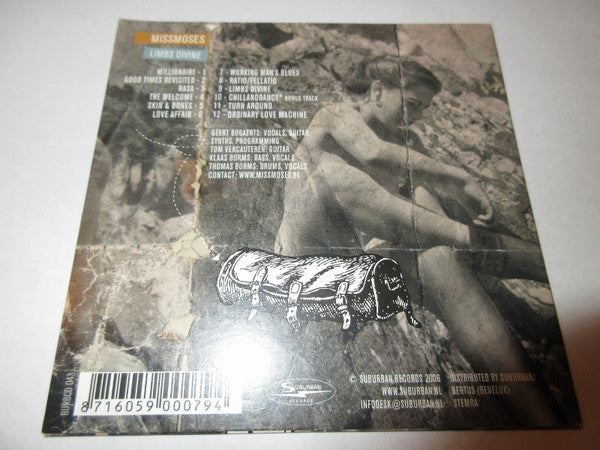 MISSMOSES
LIMBS DIVINE
MILLIONAIRE - 1
GOOD TIMES REVISITED - 2
RASA - 3
THE WELCOME - 4
SKIN & BONES - 5
LOVE AFFAIR - 6
7 - WORKING MAN'S BLUES
8 - RATIO/FELLATIO
9 - LIMBS DIVINE
10 - CHILLANDDANCE* BONUS TRACK
11 - TURN AROUND
12 - ORDINARY LOVE MACHINE
GEERT BOGAERTS: VOCALS, GUITAR,
SYNTHS, PROGRAMMING
TOM VERCAUTEREN: GUITAR
KLAAS BORMS: BASS, VOCALS
THOMAS BORMS: DRUMS, VOCALS
CONTACT: WWW.MISSMOSES.BE
BURBCD 043
8 716059 000794
SUBURBAN
RECORDS
© SUBURBAN RECORDS 2006
WWW.SUBURBAN.NL
INFODESK@SUBURBAN.NL
DISTRIBUTED BY SUBURBAN/
BERTUS (BENELUX)
STEMRA